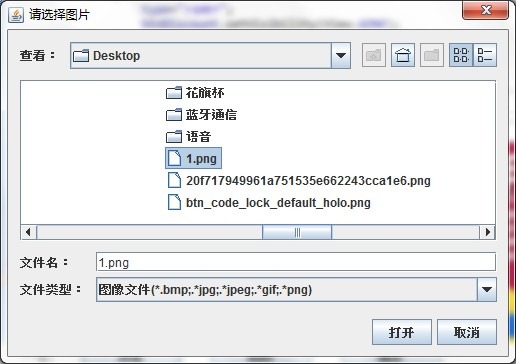 请选择图片
查看：
Desktop
花旗杯
蓝牙通信
语音
1.png
20f717949961a751535e662243cca1e6.png
btn_code_lock_default_holo.png
文件名：
1.png
文件类型：
图像文件(*.bmp;.*jpg;.*jpeg;.*gif;.*png)
打开
取消